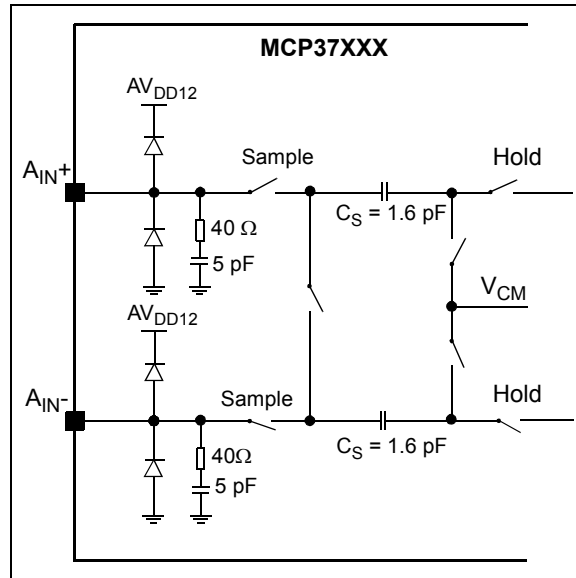 MCP37XXX
AVDD12
AIN+
Sample
Hold
CS = 1.6 pF
40 Ω
5 pF
VCM
AVDD12
AIN-
Sample
Hold
CS = 1.6 pF
40Ω
5 pF